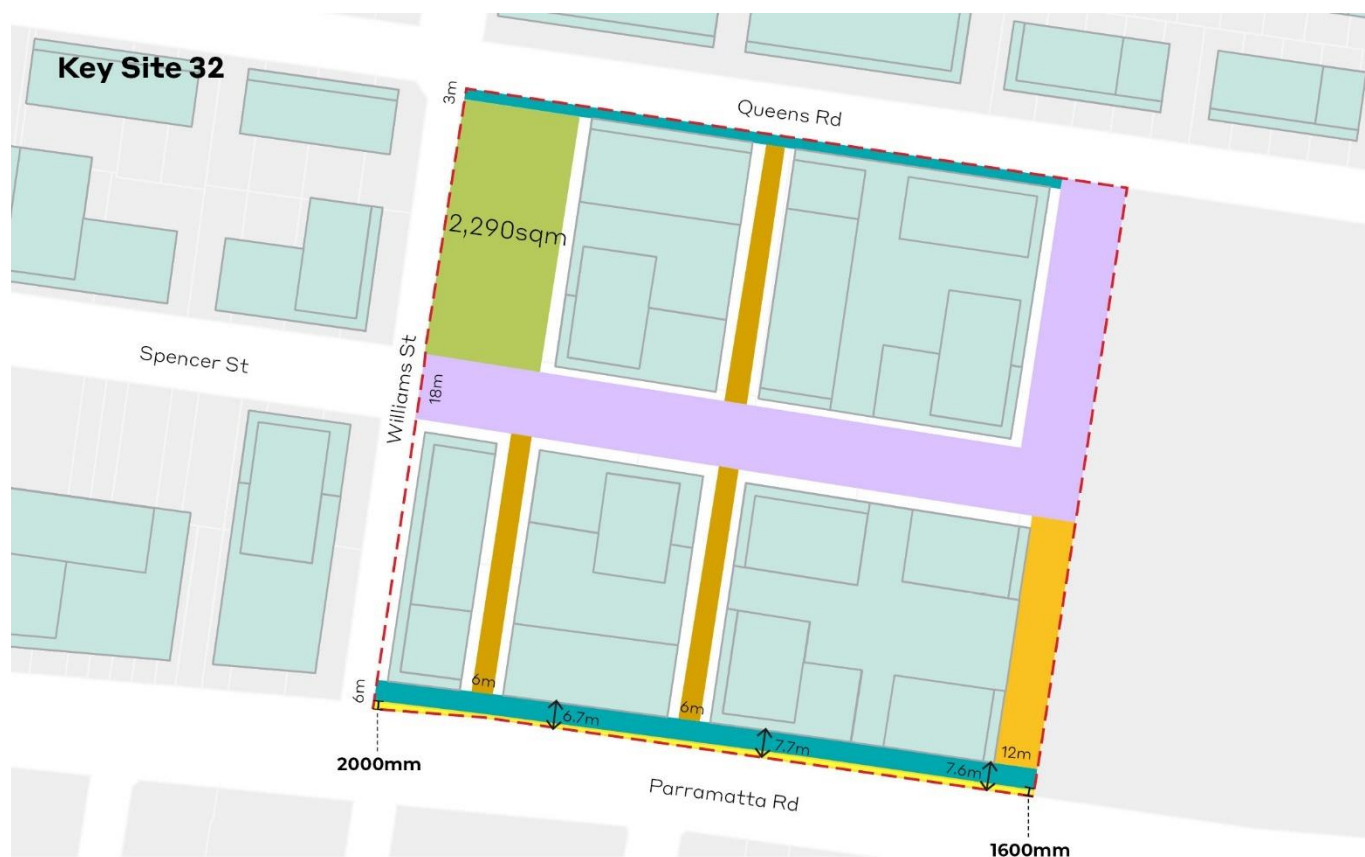 Key Site 32
3m
Queens Rd
2,290sqm
Spencer St
Williams St
18m
6m
6m
6m
6.7m
7.7m
7.6m
12m
2000mm
Parramatta Rd
1600mm